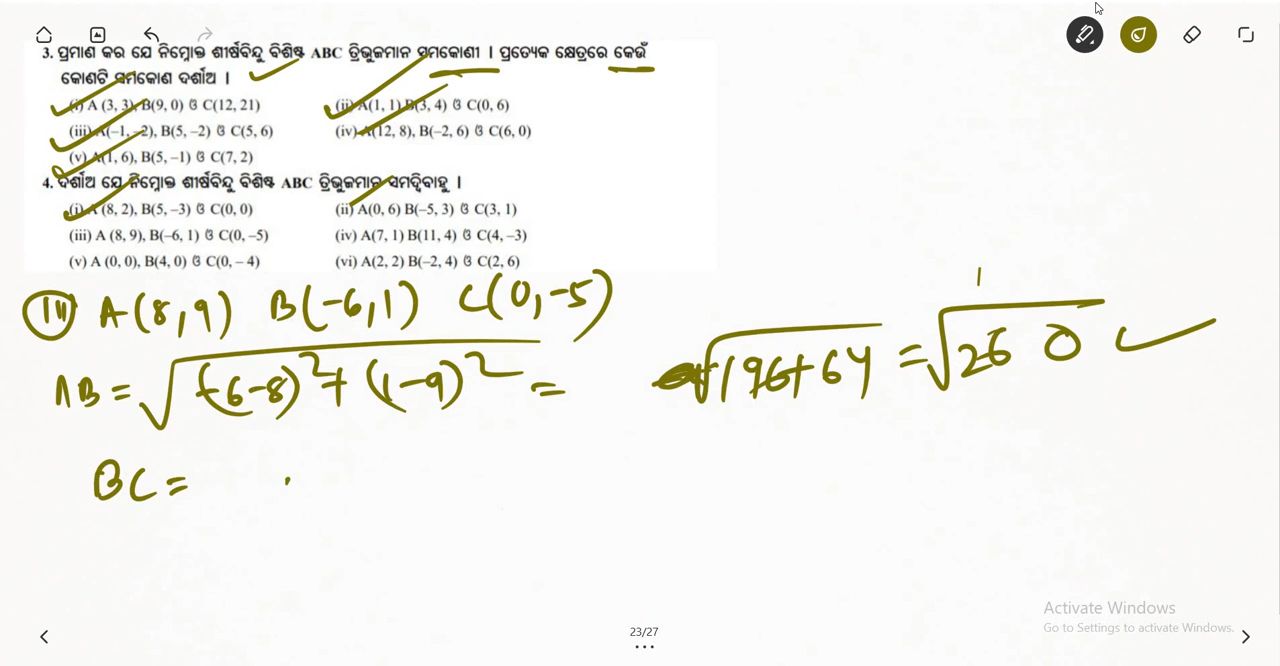 3. ପ୍ରମାଣ କର ଯେ ନିମ୍ନୋକ୍ତ ଶୀର୍ଷବିନ୍ଦୁ ବିଶିଷ୍ଟ ABC ତ୍ରିଭୁଜମାନ ସମକୋଣୀ । ପ୍ରତ୍ୟେକ କ୍ଷେତ୍ରରେ କେଉଁ
କୋଣଟି ସମକୋଣ ଦର୍ଶାଅ ।
(i) A (3, 3), B(9, 0) ଓ C(12, 21) (ii) A(1, 1) B(3, 4) ଓ C(0, 6)
(iii) A(–1, –2), B(5, –2) ଓ C(5, 6) (iv) A(12, 8), B(–2, 6) ଓ C(6, 0)
(v) A(1, 6), B(5, –1) ଓ C(7, 2)
4. ଦର୍ଶାଅ ଯେ ନିମ୍ନୋକ୍ତ ଶୀର୍ଷବିନ୍ଦୁ ବିଶିଷ୍ଟ ABC ତ୍ରିଭୁଜମାନ ସମଦ୍ବିବାହୁ ।
(i) A (8, 2), B(5, –3) ଓ C(0, 0) (ii) A(0, 6) B(–5, 3) ଓ C(3, 1)
(iii) A (8, 9), B(–6, 1) ଓ C(0, –5) (iv) A(7, 1) B(11, 4) ଓ C(4, –3)
(v) A (0, 0), B(4, 0) ଓ C(0, – 4) (vi) A(2, 2) B(–2, 4) ଓ C(2, 6)
(iii) A(8,9) B(-6,1) C(0,-5)
AB = √(-6-8)² + (1-9)² = √196+64 = √260
BC =
Activate Windows
Go to Settings to activate Windows.
23/27